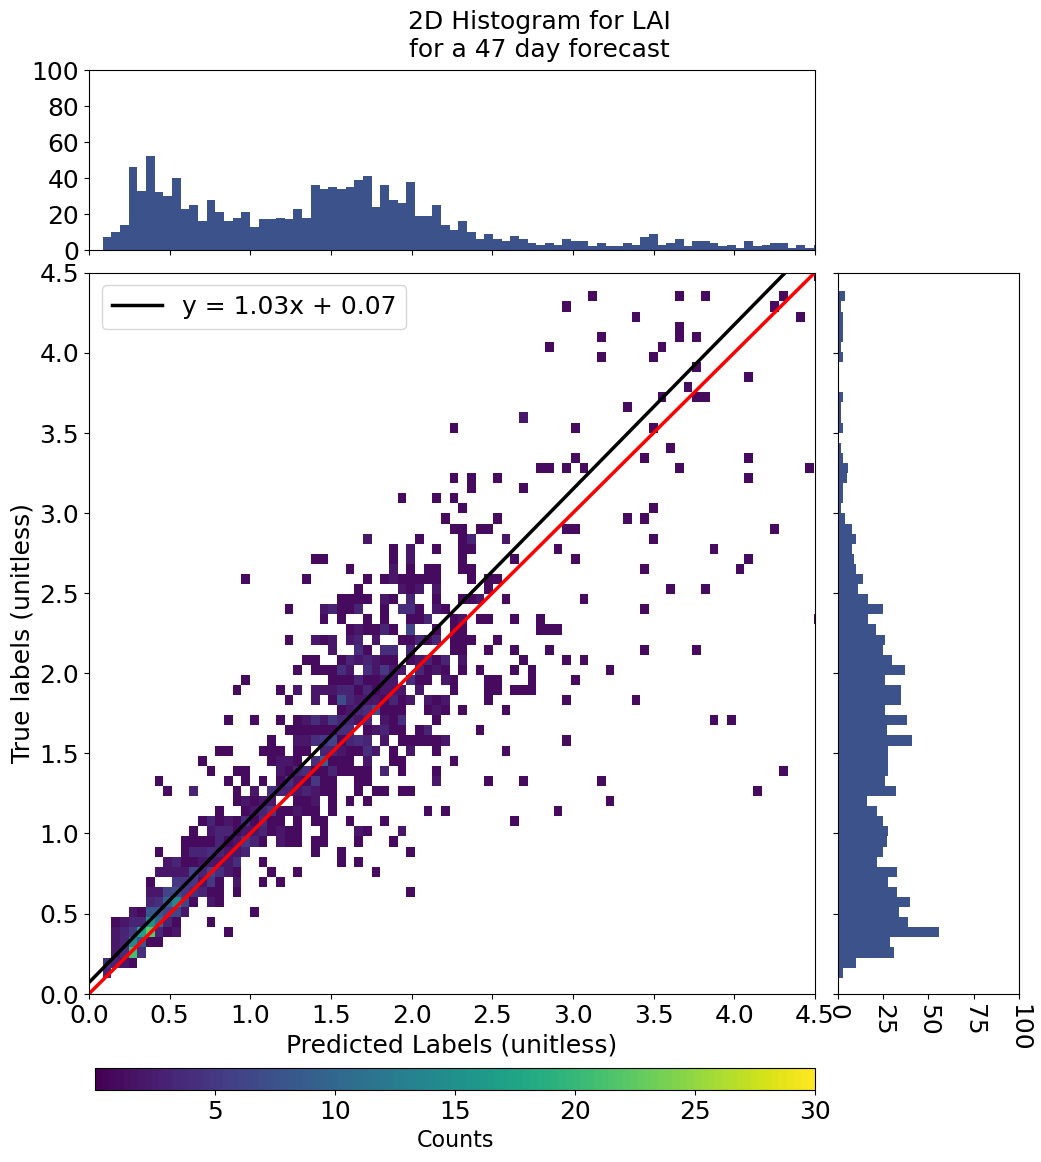 2D Histogram for LAI
for a 47 day forecast
100
80
60
40
20
0
4.5
4.0
3.5
3.0
2.5
2.0
1.5
1.0
0.5
0.0
True labels (unitless)
y = 1.03x + 0.07
0.0 0.5 1.0 1.5 2.0 2.5 3.0 3.5 4.0 4.5
Predicted Labels (unitless)
0 25 50 75 100
5 10 15 20 25 30
Counts